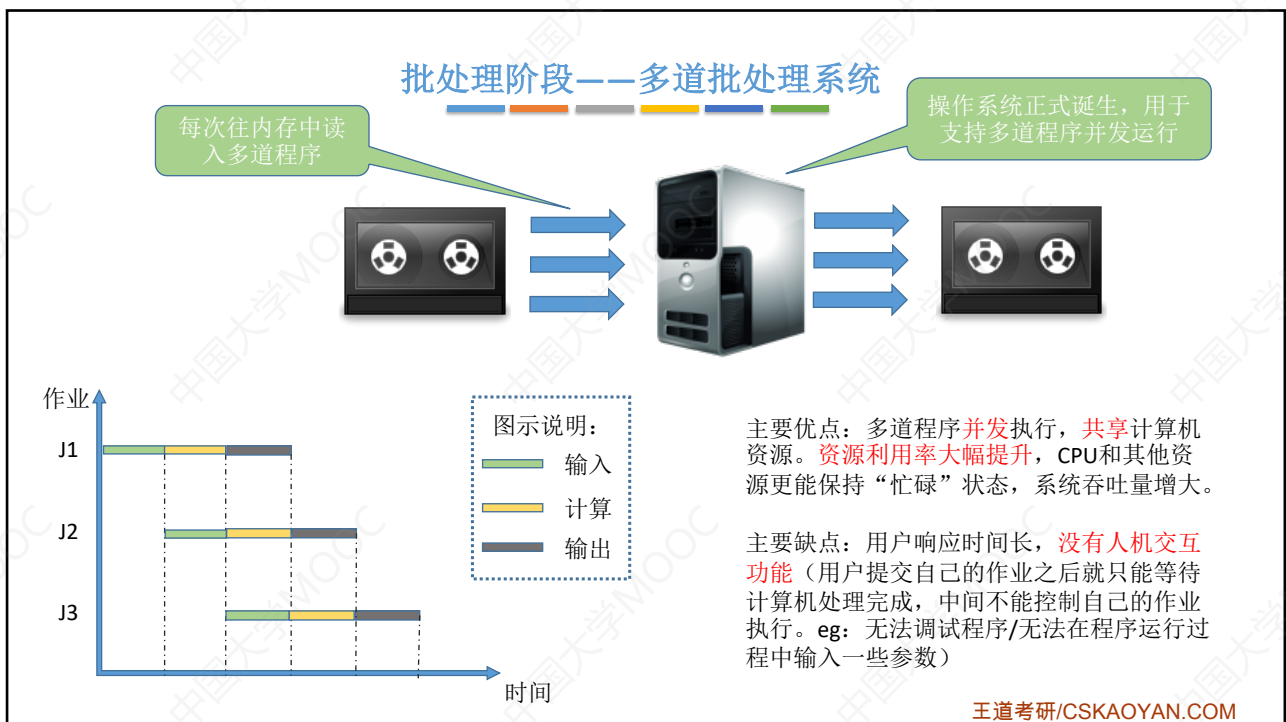 批处理阶段——多道批处理系统
每次往内存中读
入多道程序
操作系统正式诞生，用于
支持多道程序并发运行
作业
J1
J2
J3
时间
图示说明：
输入
计算
输出
主要优点：多道程序并发执行，共享计算机
资源。资源利用率大幅提升，CPU和其他资
源更能保持“忙碌”状态，系统吞吐量增大。
主要缺点：用户响应时间长，没有人机交互
功能（用户提交自己的作业之后就只能等待
计算机处理完成，中间不能控制自己的作业
执行。eg：无法调试程序/无法在程序运行过
程中输入一些参数）
王道考研/CSKAOYAN.COM
中国大学MOOC